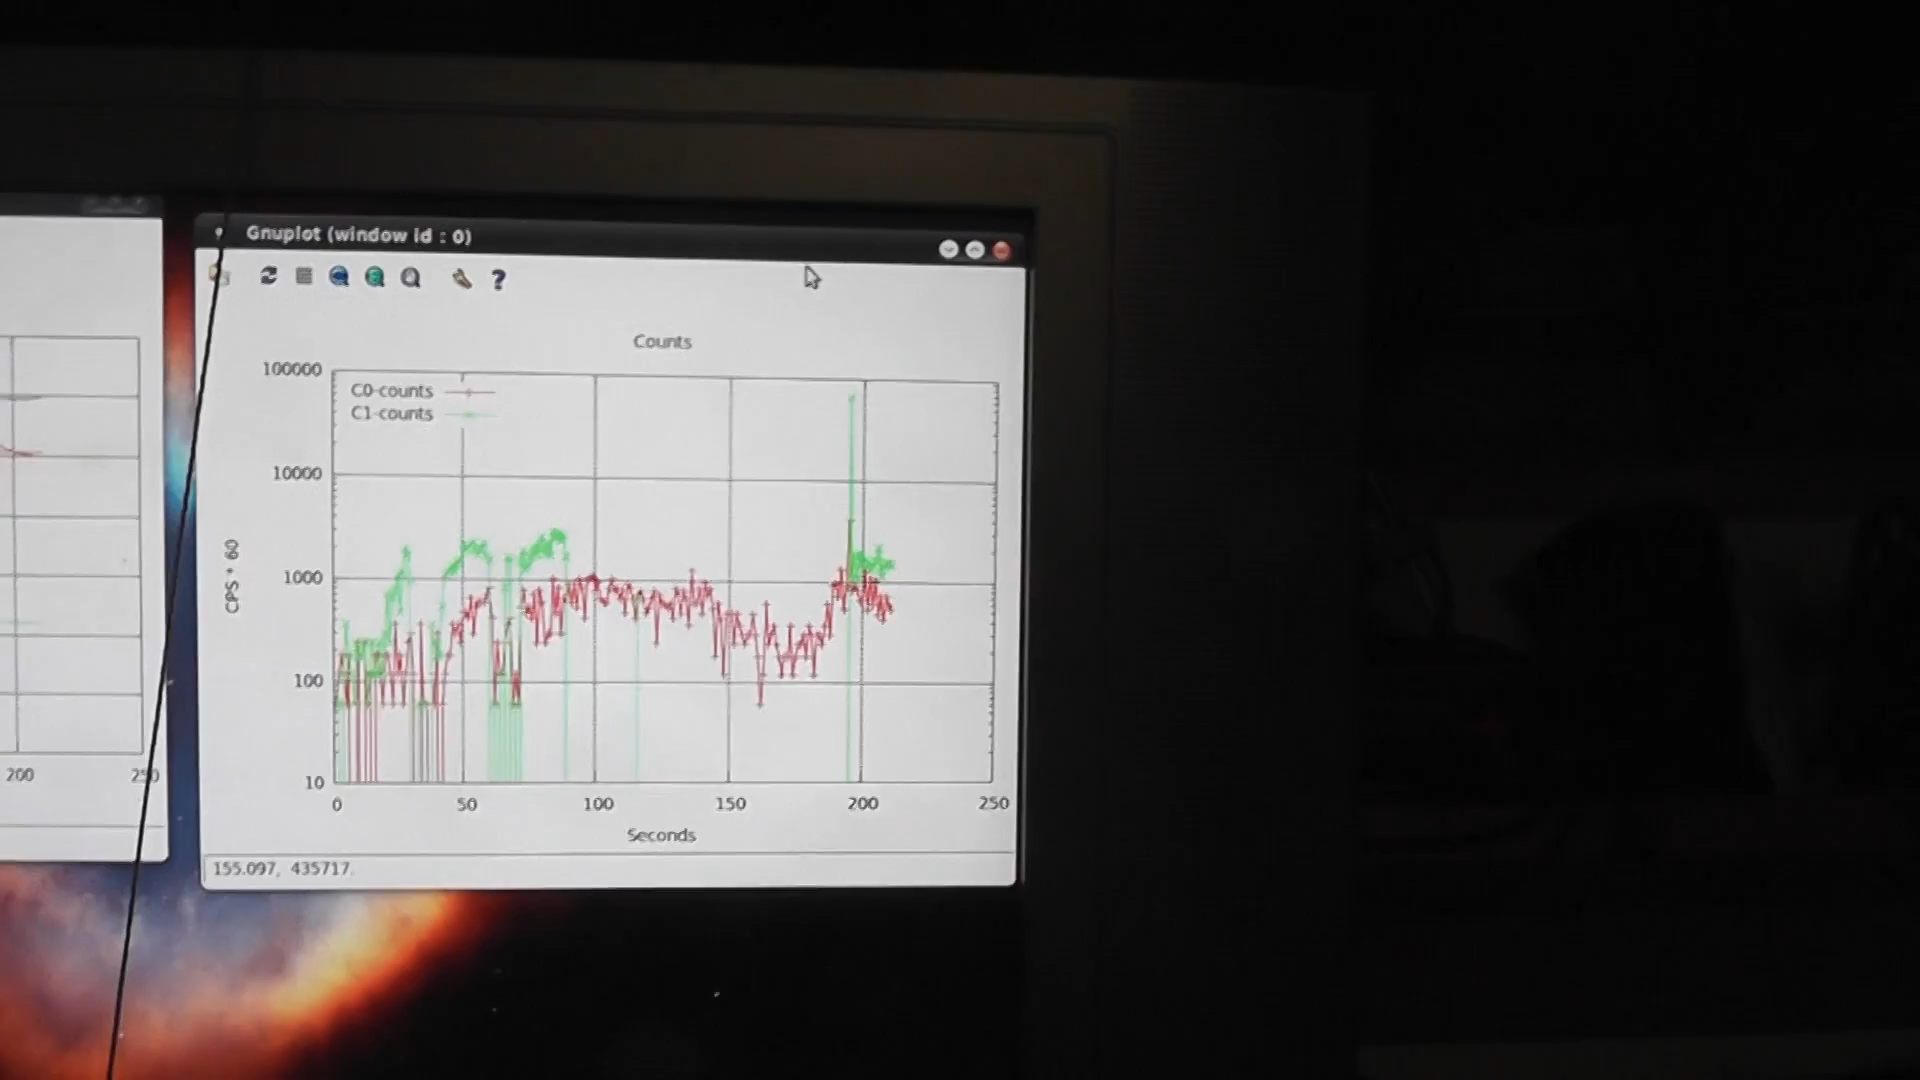 Gnuplot (window id : 0)
?
Counts
100000
C0-counts
C1-counts
10000
1000
100
10
CPS * 60
0 50 100 150 200 250
Seconds
155.097, 435717.
200 250